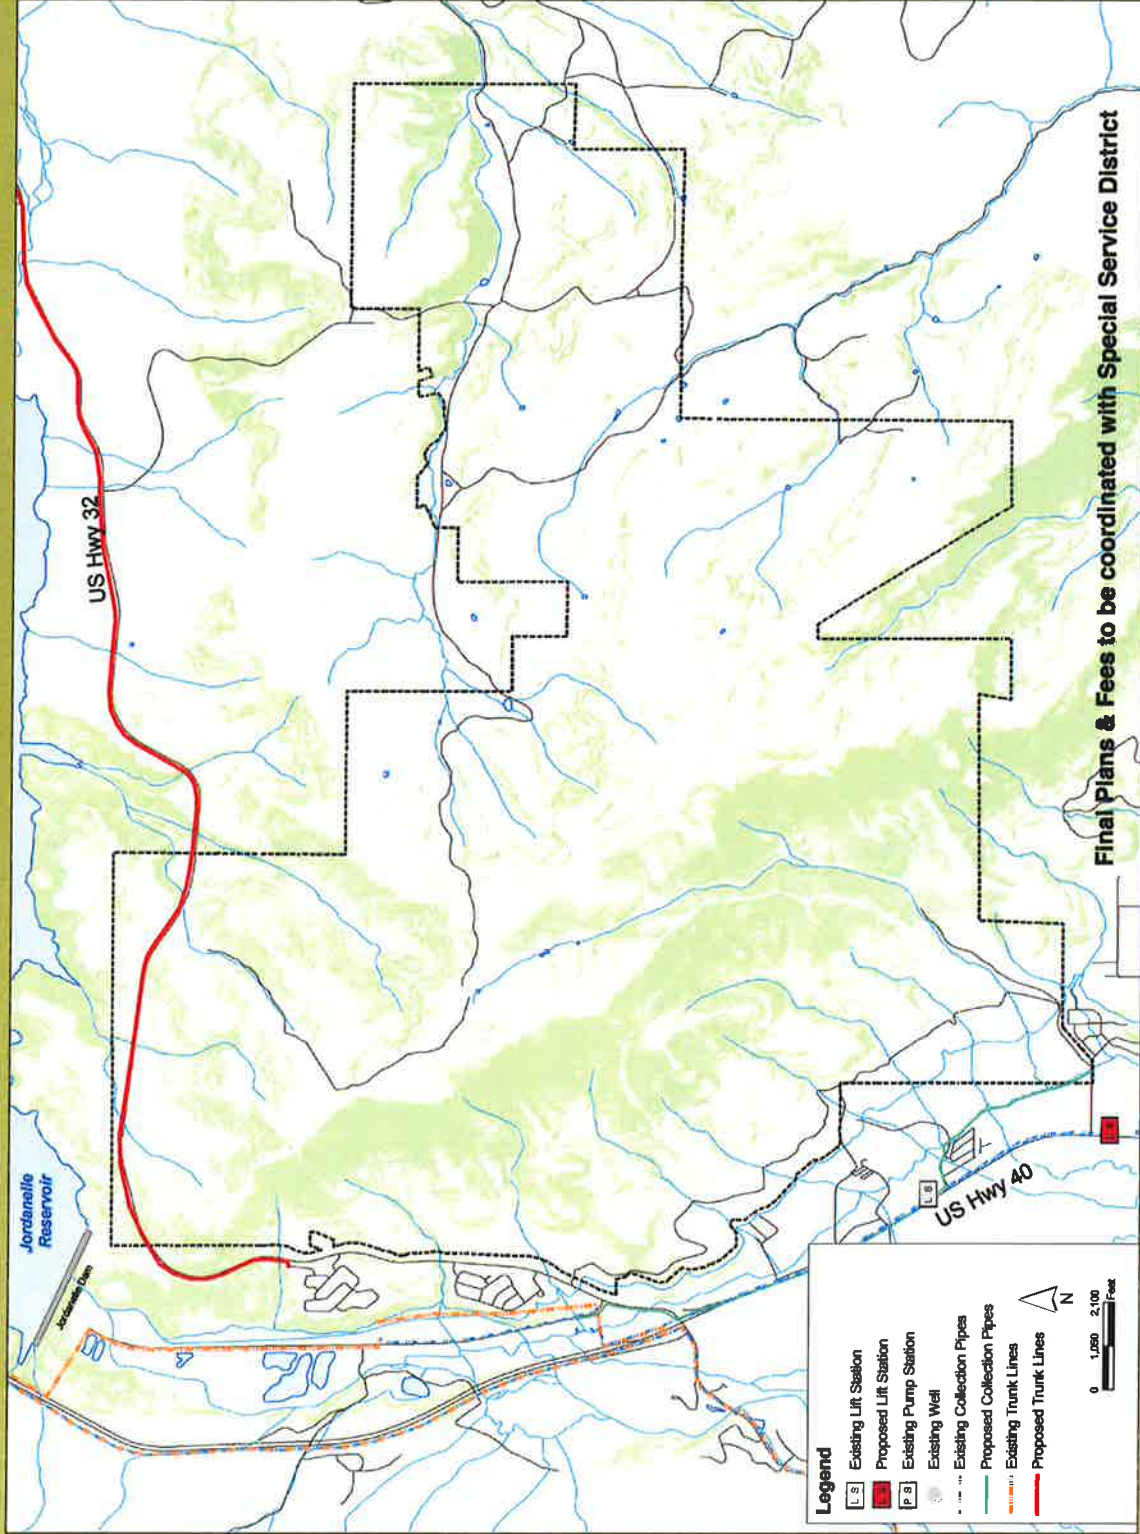 Jordanelle
Reservoir
Jordanelle Dam
US Hwy 32
US Hwy 40
L S
L S
Final Plans & Fees to be coordinated with Special Service District
Legend
L S Existing Lift Station
L S Proposed Lift Station
P S Existing Pump Station
Existing Well
Existing Collection Pipes
Proposed Collection Pipes
Existing Trunk Lines
Proposed Trunk Lines
N
0 1,050 2,100
Feet